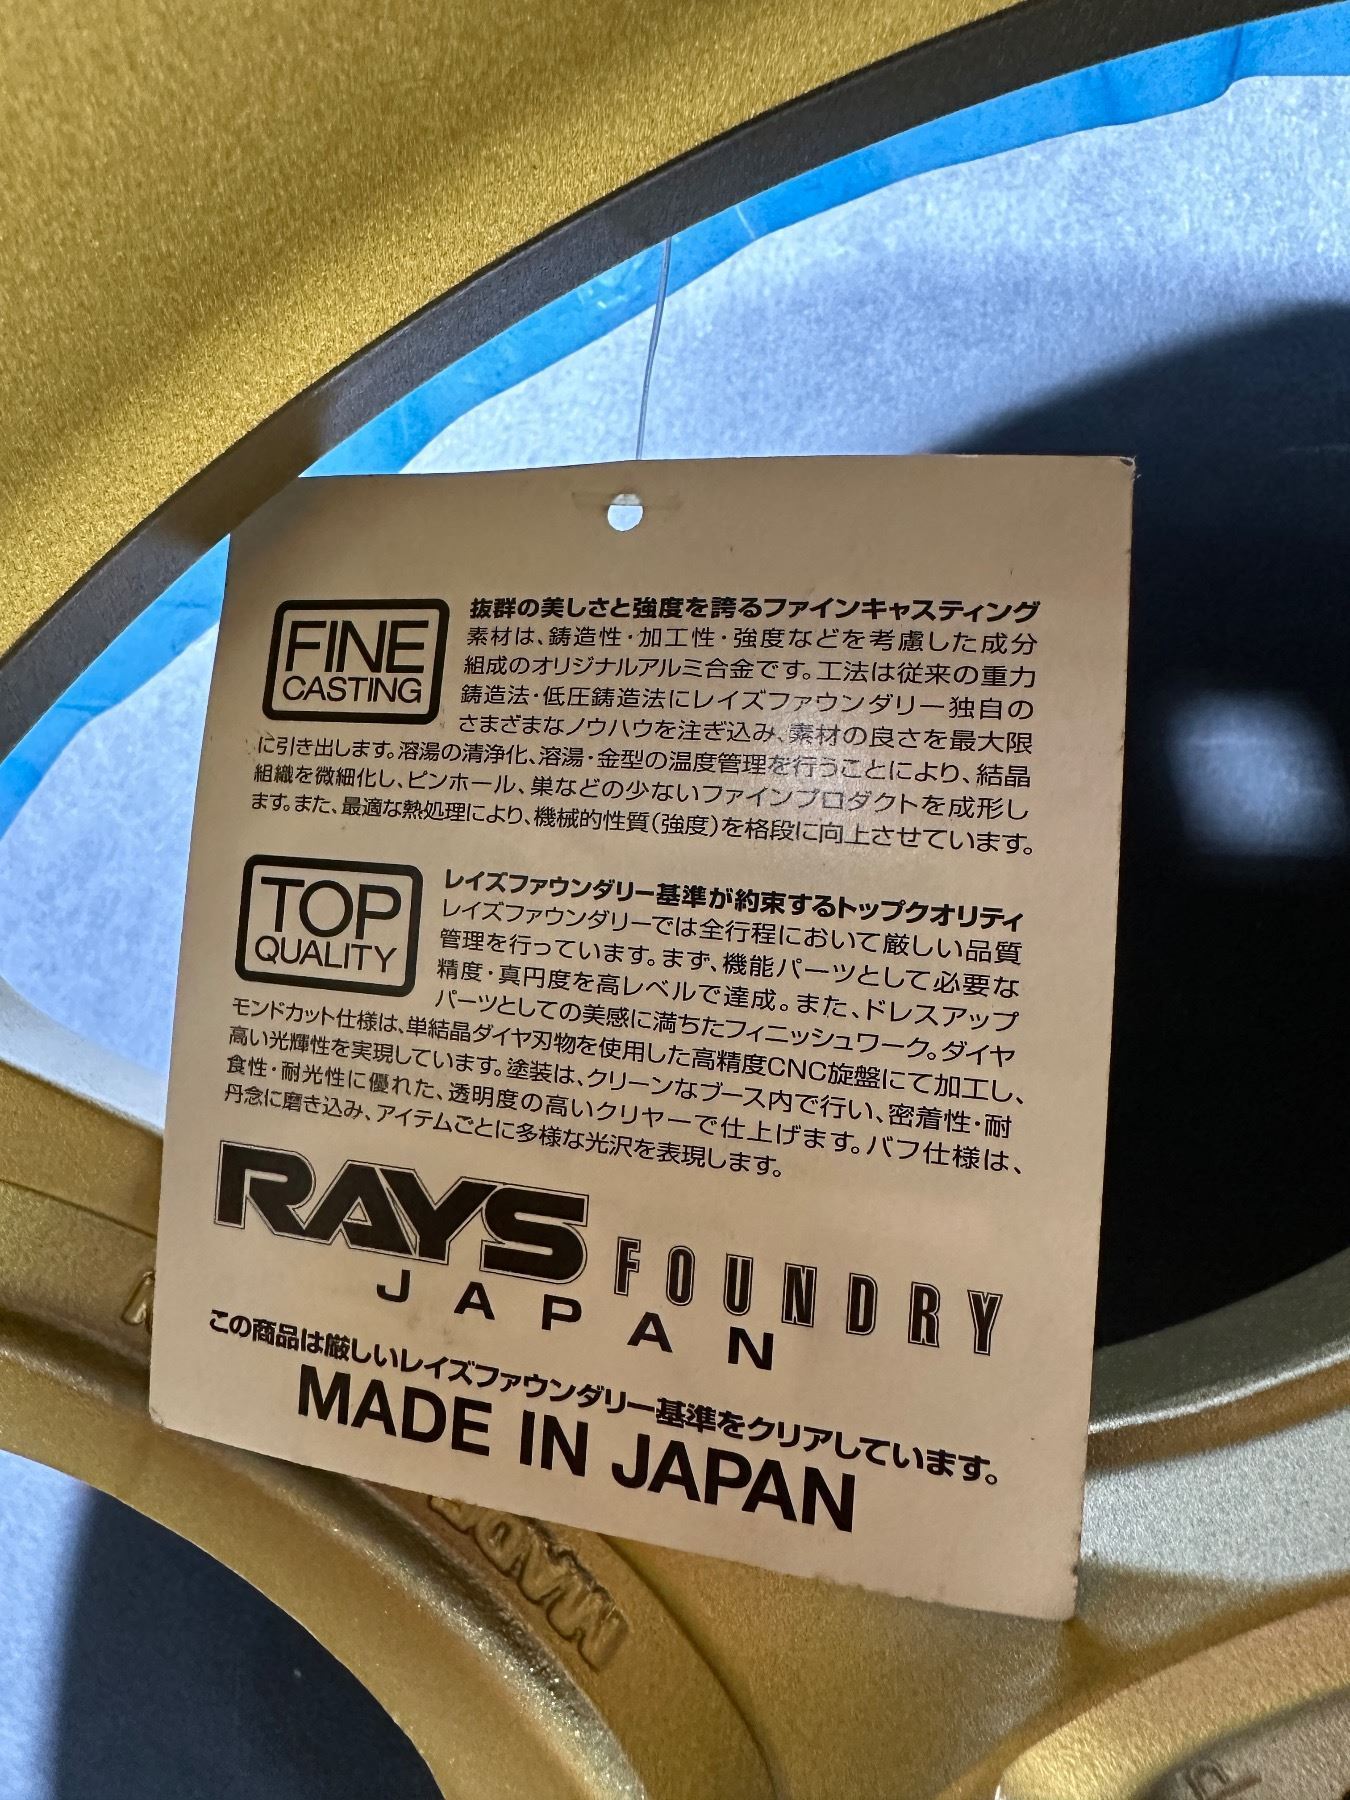 FINE
CASTING
抜群の美しさと強度を誇るファインキャスティング
素材は、鋳造性・加工性・強度などを考慮した成分
組成のオリジナルアルミ合金です。工法は従来の重力
鋳造法・低圧鋳造法にレイズファウンダリー独自の
さまざまなノウハウを注ぎ込み、素材の良さを最大限
に引き出します。溶湯の清浄化、溶湯・金型の温度管理を行うことにより、結晶
組織を微細化し、ピンホール、巣などの少ないファインプロダクトを成形し
ます。また、最適な熱処理により、機械的性質(強度)を格段に向上させています。
TOP
QUALITY
レイズファウンダリー基準が約束するトップクオリティ
レイズファウンダリーでは全行程において厳しい品質
管理を行っています。まず、機能パーツとして必要な
精度・真円度を高レベルで達成。また、ドレスアップ
パーツとしての美感に満ちたフィニッシュワーク。ダイヤ
モンドカット仕様は、単結晶ダイヤ刃物を使用した高精度CNC旋盤にて加工し、
高い光輝性を実現しています。塗装は、クリーンなブース内で行い、密着性・耐
食性・耐光性に優れた、透明度の高いクリヤーで仕上げます。バフ仕様は、
丹念に磨き込み、アイテムごとに多様な光沢を表現します。
RAYS FOUNDRY
JAPAN
この商品は厳しいレイズファウンダリー基準をクリアしています。
MADE IN JAPAN